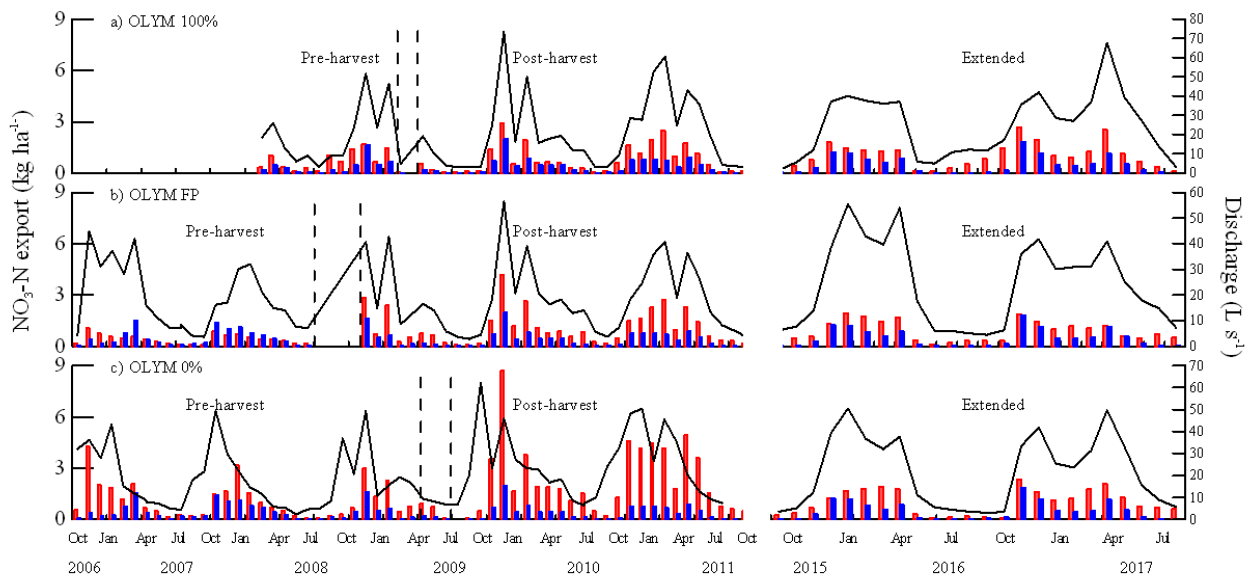 a) OLYM 100%
Pre-harvest
Post-harvest
Extended
9
6
3
0
80
70
60
50
40
30
20
10
0
b) OLYM FP
Pre-harvest
Post-harvest
Extended
9
6
3
0
60
50
40
30
20
10
0
c) OLYM 0%
Pre-harvest
Post-harvest
Extended
9
6
3
0
70
60
50
40
30
20
10
0
NO₃-N export (kg ha⁻¹)
Discharge (L s⁻¹)
Oct Jan Apr Jul Oct Jan Apr Jul Oct Jan Apr Jul Oct Jan Apr Jul Oct Jan Apr Jul Oct Oct Jan Apr Jul Oct Jan Apr Jul
2006 2007 2008 2009 2010 2011 2015 2016 2017